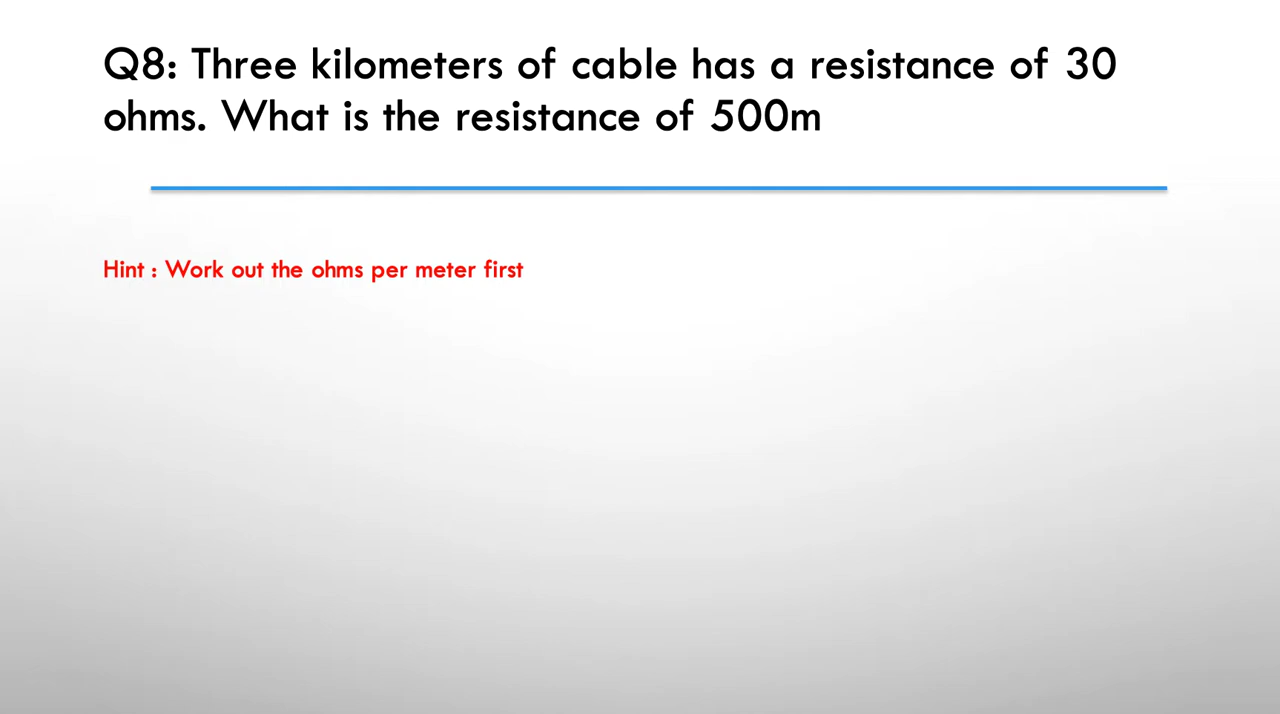 Q8: Three kilometers of cable has a resistance of 30
ohms. What is the resistance of 500m
Hint : Work out the ohms per meter first